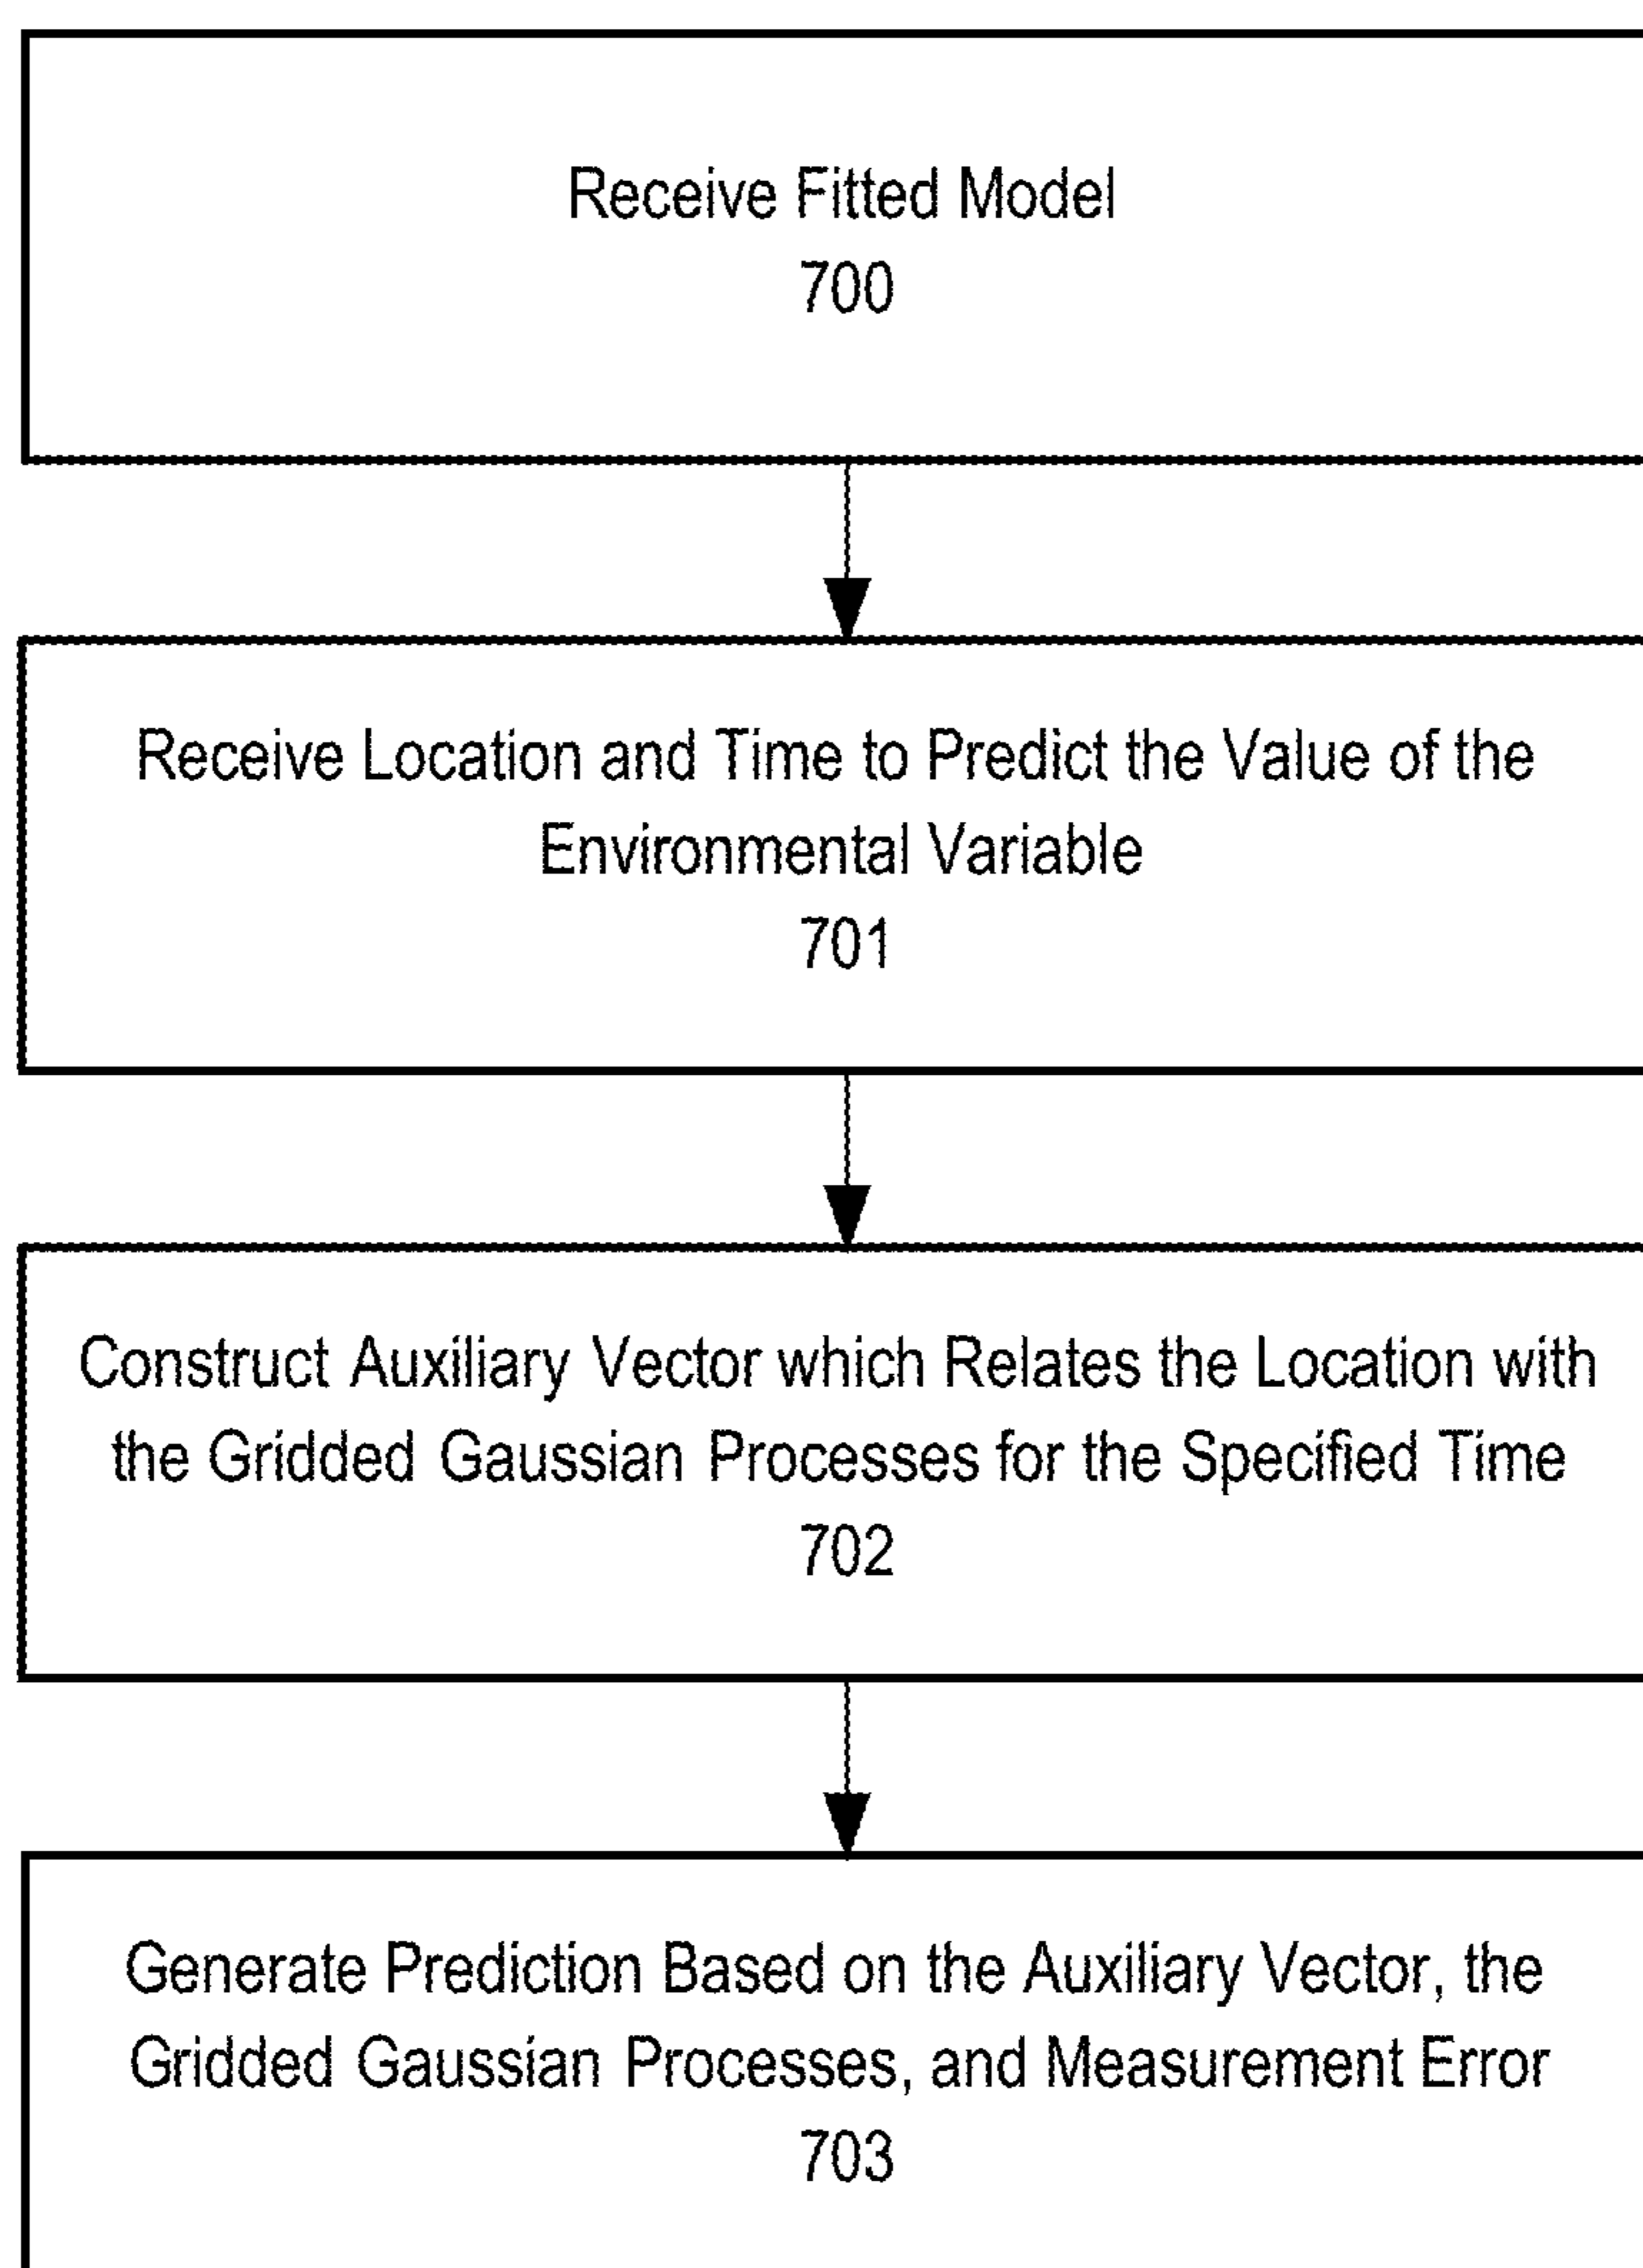 Receive Fitted Model
700
Receive Location and Time to Predict the Value of the
Environmental Variable
701
Construct Auxiliary Vector which Relates the Location with
the Gridded Gaussian Processes for the Specified Time
702
Generate Prediction Based on the Auxiliary Vector, the
Gridded Gaussian Processes, and Measurement Error
703